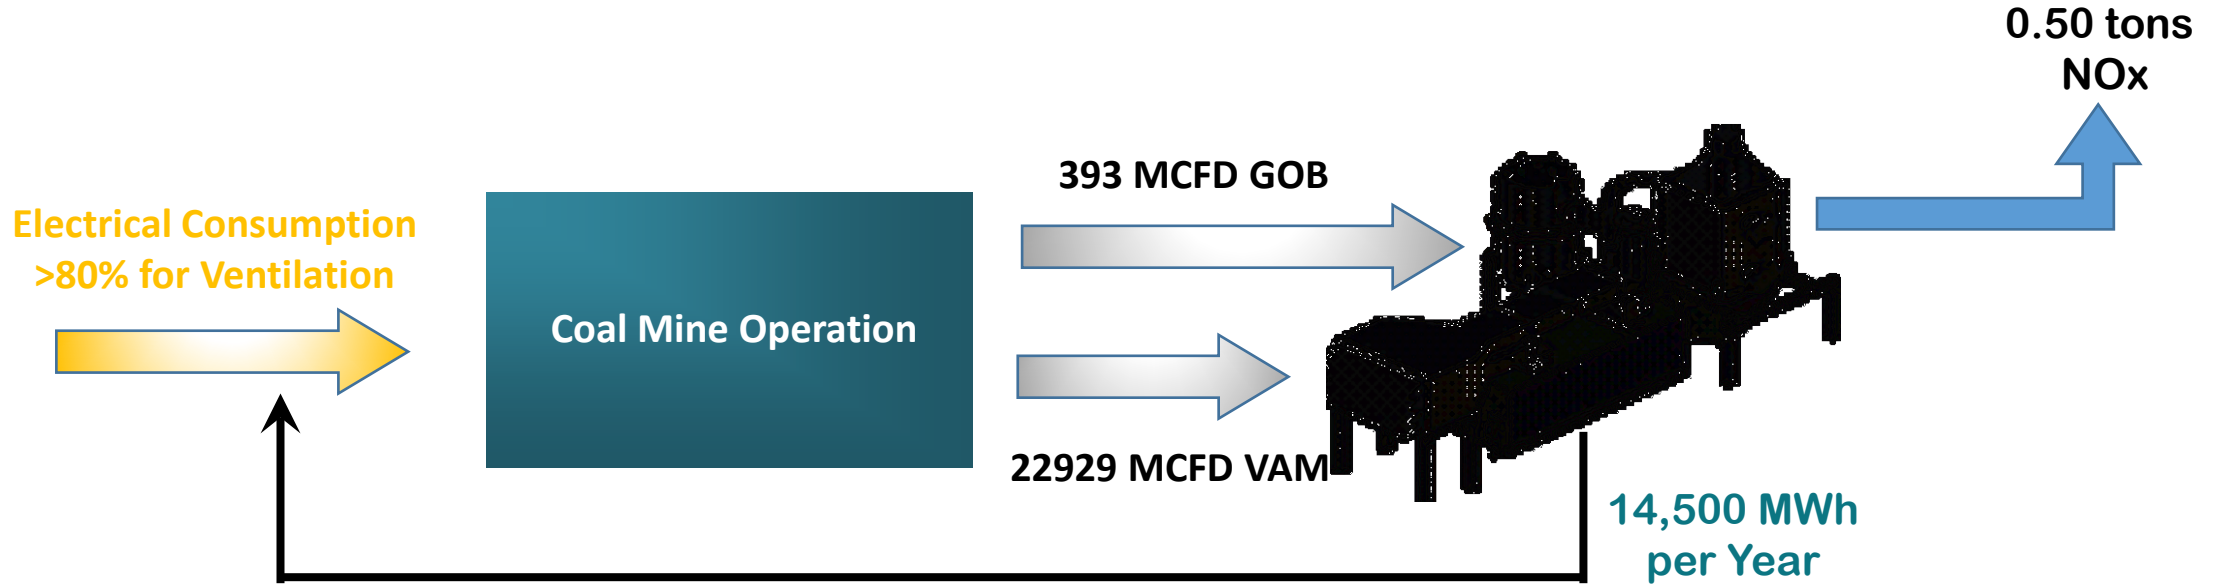 Electrical Consumption
>80% for Ventilation
Coal Mine Operation
393 MCFD GOB
22929 MCFD VAM
0.50 tons
NOx
14,500 MWh
per Year